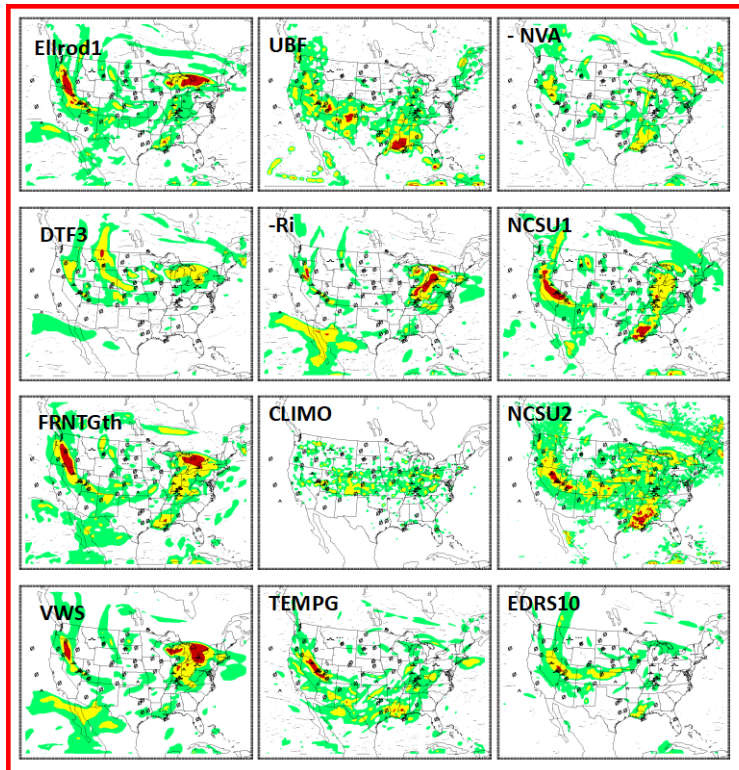 Ellrod1
UBF
- NVA
DTF3
-Ri
NCSU1
FRNTGth
CLIMO
NCSU2
VWS
TEMPG
EDRS10